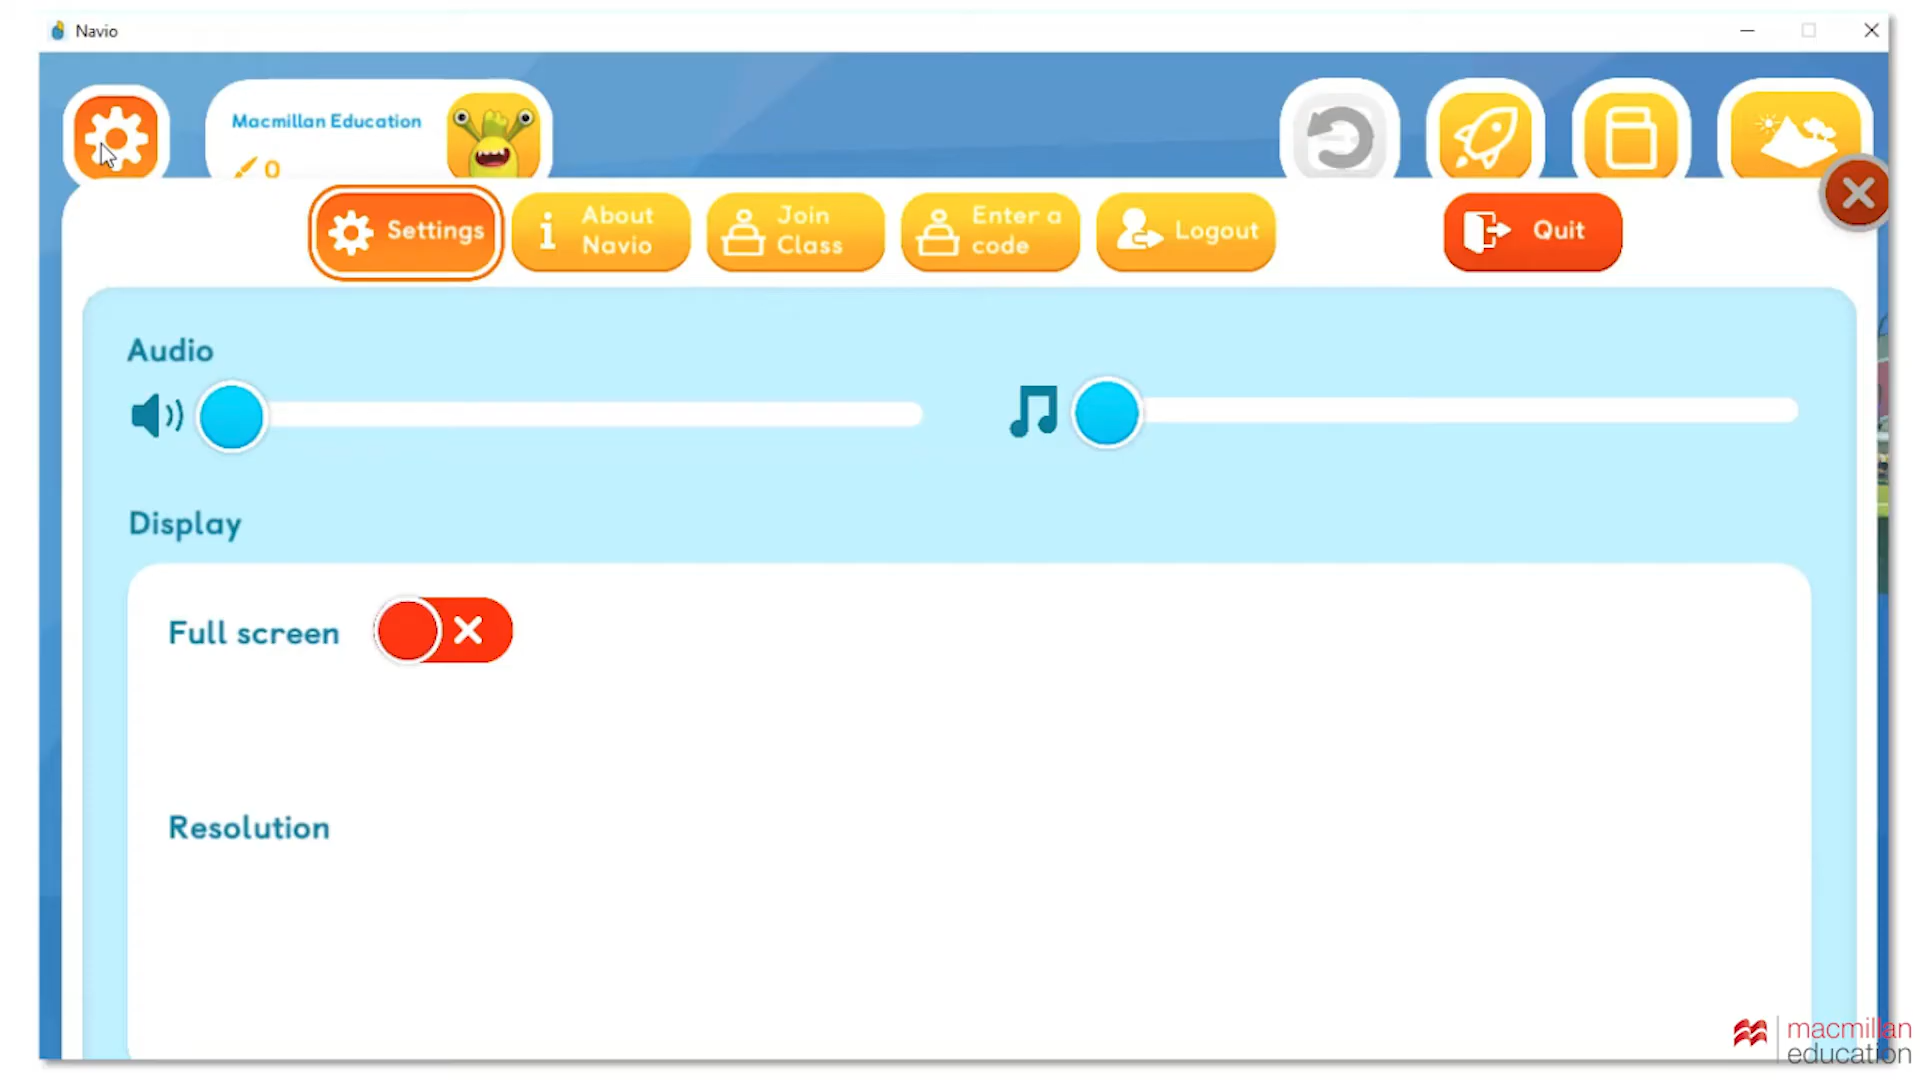 Navio
Macmillan Education
0
Settings
About
Navio
Join
Class
Enter a
code
Logout
Quit
Audio
Display
Full screen
Resolution
macmillan
education